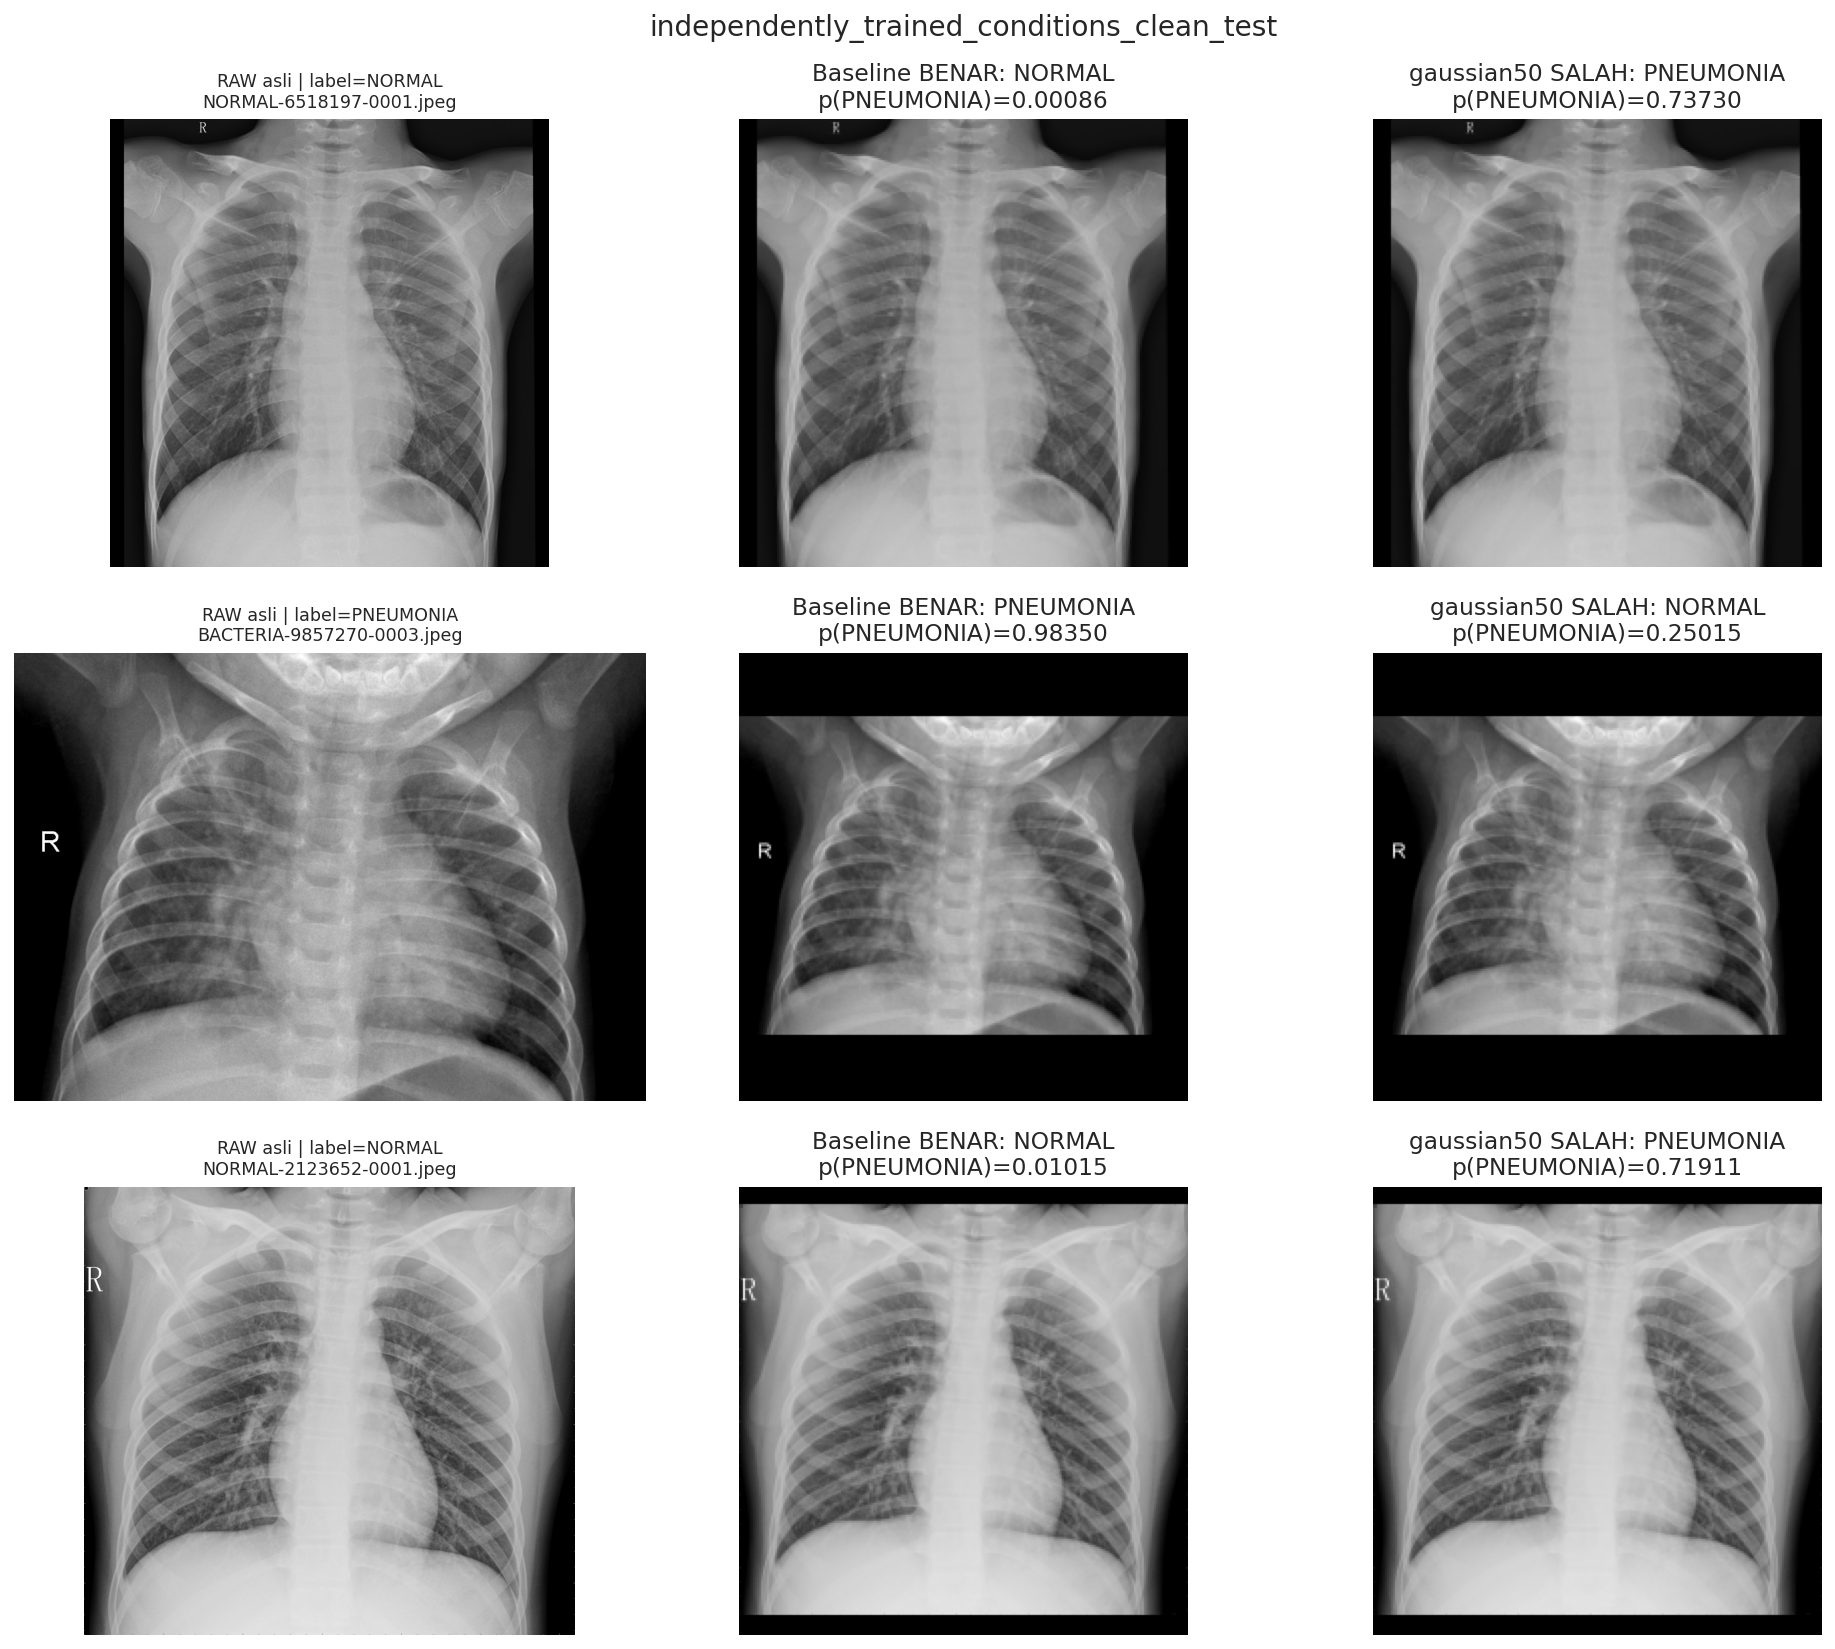 independently_trained_conditions_clean_test
RAW asli | label=NORMAL
NORMAL-6518197-0001.jpeg
Baseline BENAR: NORMAL
p(PNEUMONIA)=0.00086
gaussian50 SALAH: PNEUMONIA
p(PNEUMONIA)=0.73730
R
R
R
RAW asli | label=PNEUMONIA
BACTERIA-9857270-0003.jpeg
Baseline BENAR: PNEUMONIA
p(PNEUMONIA)=0.98350
gaussian50 SALAH: NORMAL
p(PNEUMONIA)=0.25015
R
R
R
RAW asli | label=NORMAL
NORMAL-2123652-0001.jpeg
Baseline BENAR: NORMAL
p(PNEUMONIA)=0.01015
gaussian50 SALAH: PNEUMONIA
p(PNEUMONIA)=0.71911
R
R
R